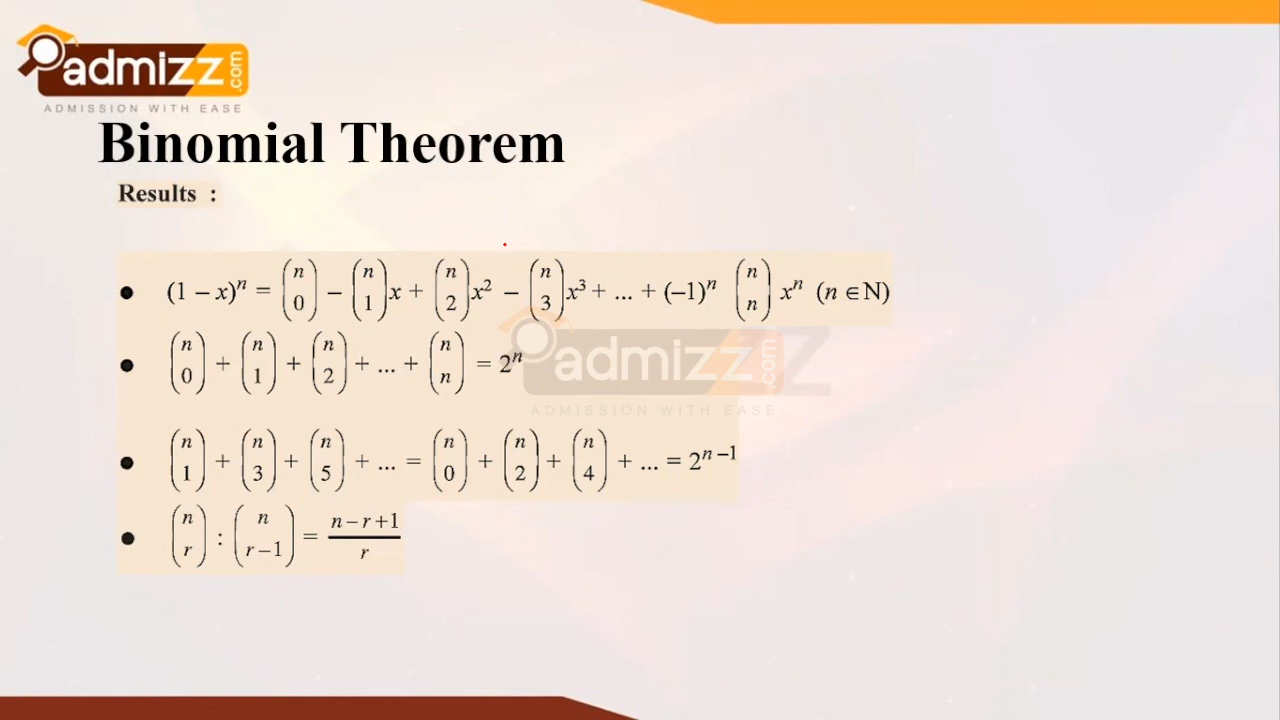 admizz.com
ADMISSION WITH EASE
Binomial Theorem
Results :
• (1 – x)ⁿ = (n 0) – (n 1)x + (n 2)x² – (n 3)x³ + ... + (–1)ⁿ (n n) xⁿ (n ∈ N)
• (n 0) + (n 1) + (n 2) + ... + (n n) = 2ⁿ
admizz.com
ADMISSION WITH EASE
• (n 1) + (n 3) + (n 5) + ... = (n 0) + (n 2) + (n 4) + ... = 2ⁿ⁻¹
• (n r) : (n r–1) = (n–r+1)/r